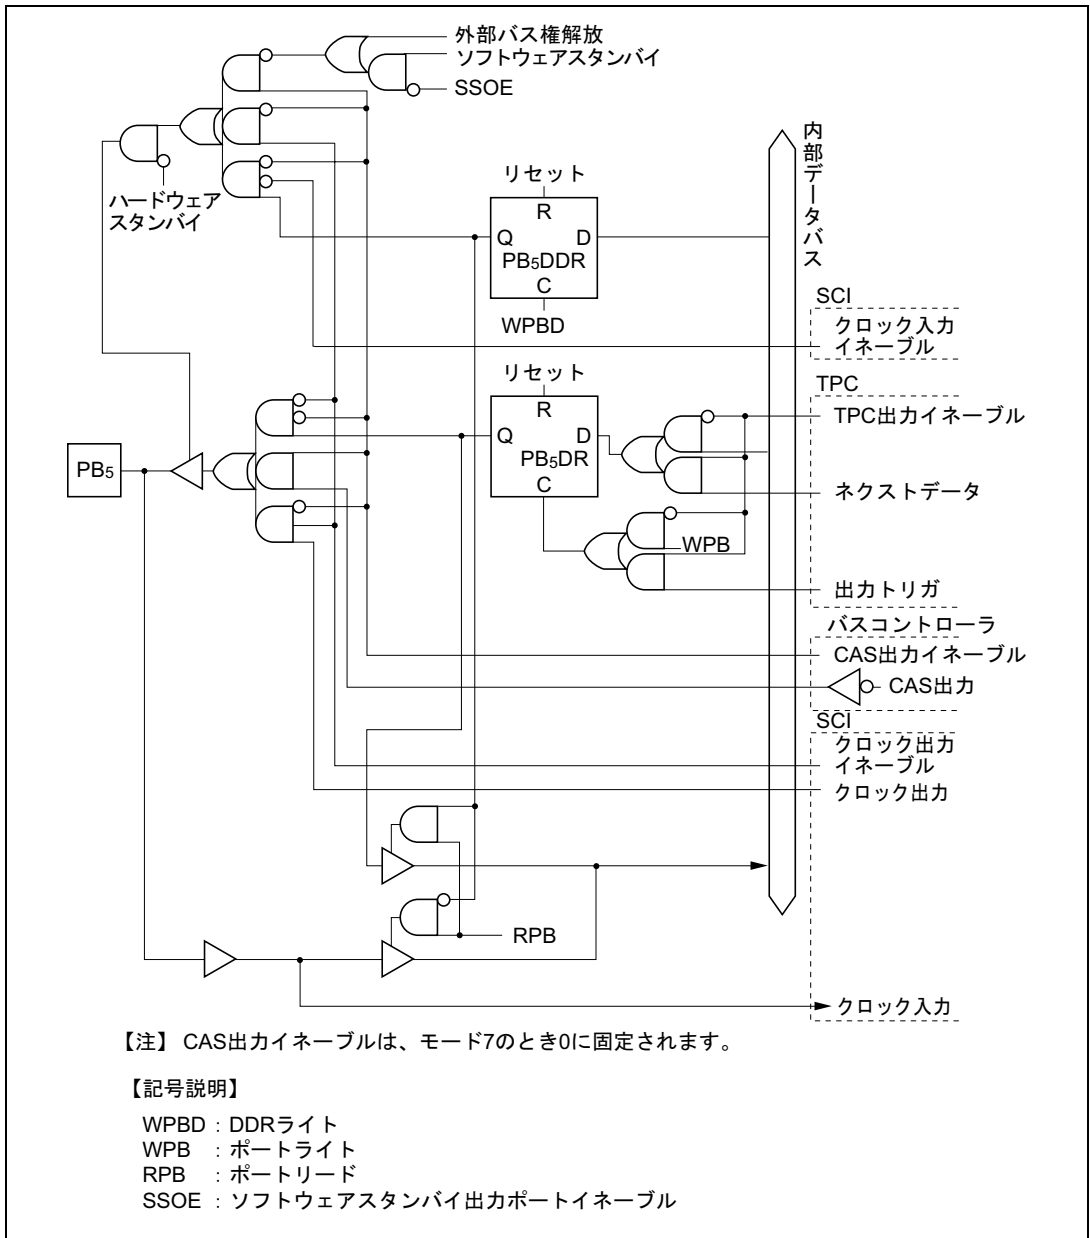 外部バス権解放
ソフトウェアスタンバイ
SSOE
ハードウェア
スタンバイ
内部データバス
リセット
R
Q D
PB5DDR
C
WPBD
SCI
クロック入力
イネーブル
リセット
R
Q D
PB5DR
C
TPC
TPC出力イネーブル
ネクストデータ
WPB
出力トリガ
PB5
バスコントローラ
CAS出力イネーブル
CAS出力
SCI
クロック出力
イネーブル
クロック出力
RPB
クロック入力
【注】 CAS出力イネーブルは、モード7のとき0に固定されます。
【記号説明】
WPBD : DDRライト
WPB : ポートライト
RPB : ポートリード
SSOE : ソフトウェアスタンバイ出力ポートイネーブル